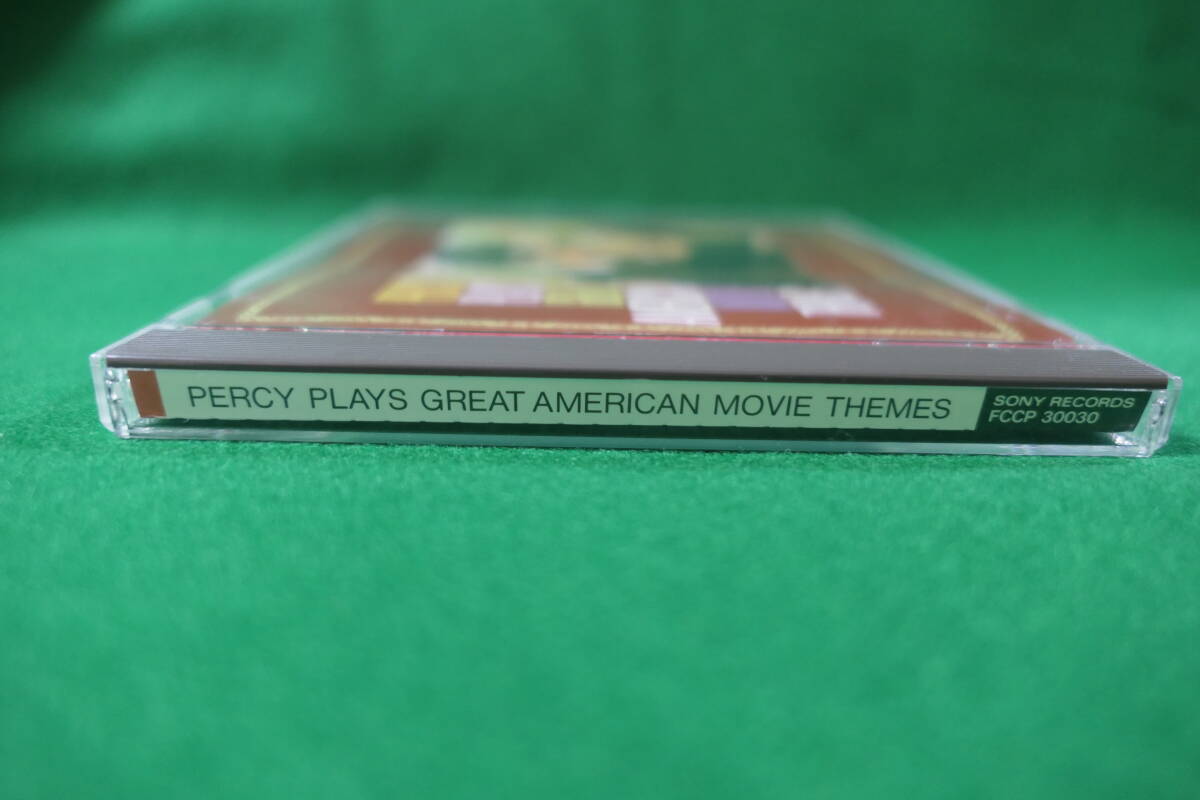 PERCY PLAYS GREAT AMERICAN MOVIE THEMES
SONY RECORDS
FCCP 30030